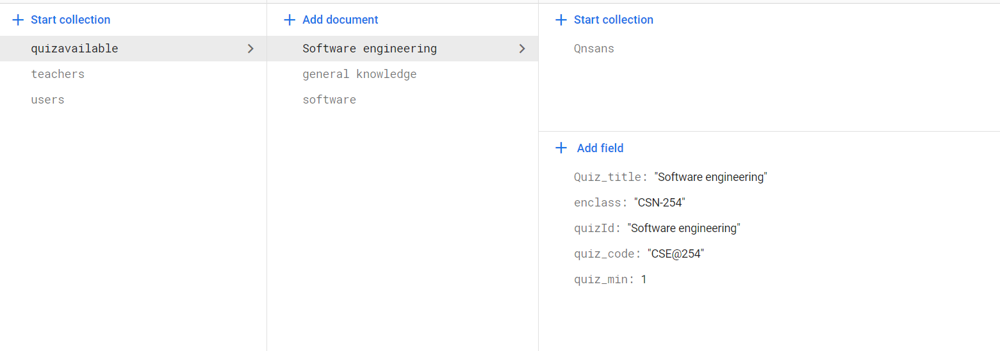 Start collection
quizavailable
teachers
users
Add document
Software engineering
general knowledge
software
Start collection
Qnsans
Add field
Quiz_title: "Software engineering"
enclass: "CSN-254"
quizId: "Software engineering"
quiz_code: "CSE@254"
quiz_min: 1